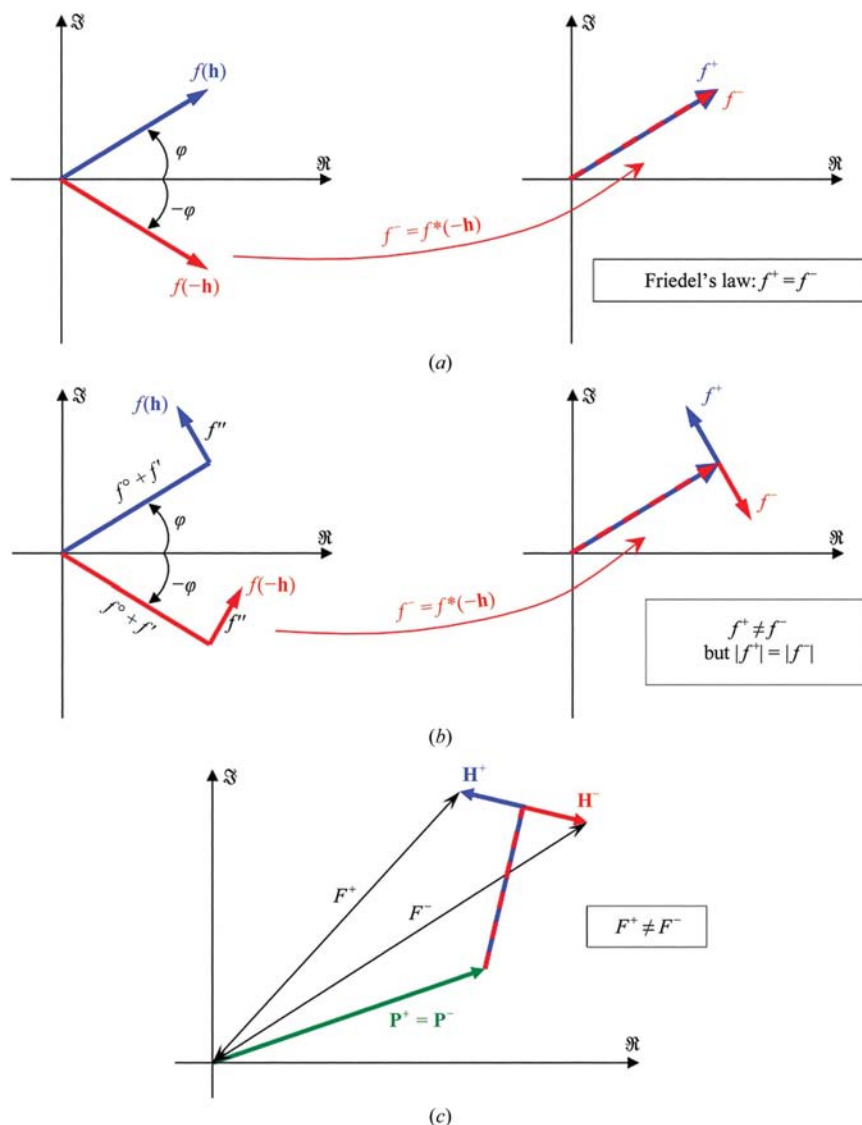 ℑ
f(h)
φ
ℜ
−φ
f(−h)
f⁻ = f*(−h)
ℑ
f⁺
f⁻
ℜ
Friedel’s law: f⁺ = f⁻
(a)
ℑ
f(h)
f″
f° + f′
φ
ℜ
−φ
f(−h)
f° + f′
f″
f⁻ = f*(−h)
ℑ
f⁺
f⁻
ℜ
f⁺ ≠ f⁻
but |f⁺| = |f⁻|
(b)
ℑ
H⁺
H⁻
F⁺
F⁻
F⁺ ≠ F⁻
P⁺ = P⁻
ℜ
(c)